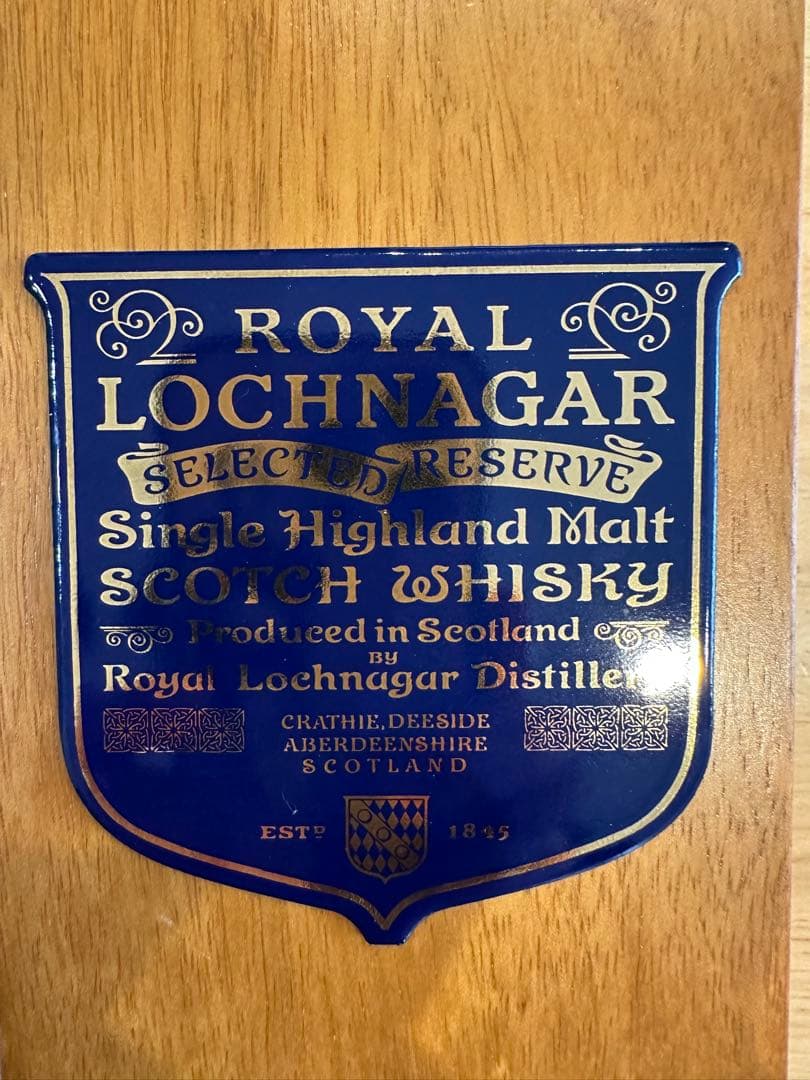 ROYAL
LOCHNAGAR
SELECTED RESERVE
Single Highland Malt
SCOTCH WHISKY
Produced in Scotland
BY
Royal Lochnagar
CRATHIE, DEESIDE
ABERDEENSHIRE
SCOTLAND
ESTD 1845